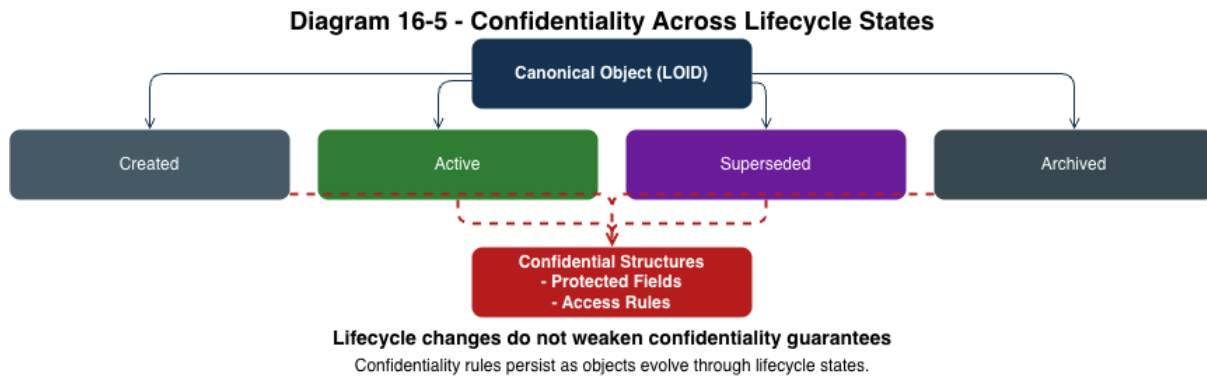 Diagram 16-5 - Confidentiality Across Lifecycle States
Canonical Object (LOID)
Created
Active
Superseded
Archived
Confidential Structures
- Protected Fields
- Access Rules
Lifecycle changes do not weaken confidentiality guarantees
Confidentiality rules persist as objects evolve through lifecycle states.